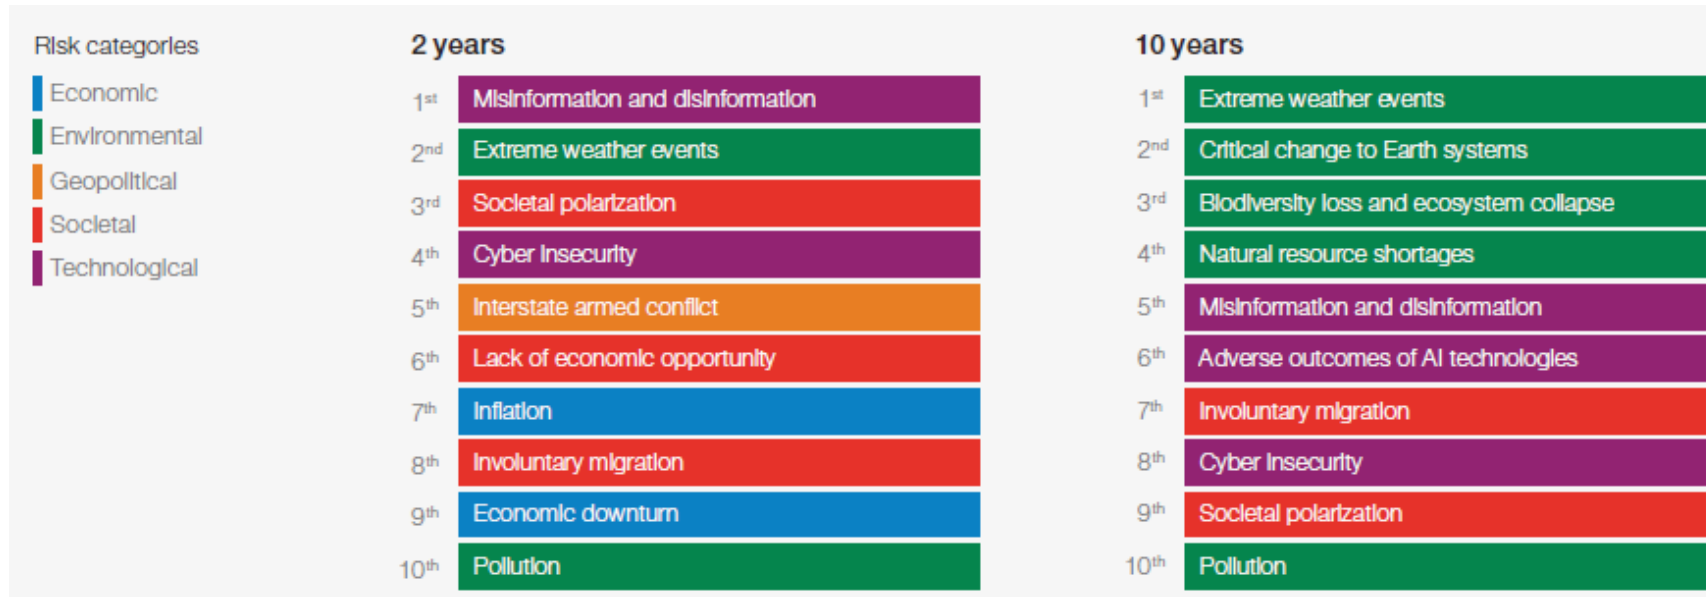 Risk categories
Economic
Environmental
Geopolitical
Societal
Technological
2 years
1st Misinformation and disinformation
2nd Extreme weather events
3rd Societal polarization
4th Cyber insecurity
5th Interstate armed conflict
6th Lack of economic opportunity
7th Inflation
8th Involuntary migration
9th Economic downturn
10th Pollution
10 years
1st Extreme weather events
2nd Critical change to Earth systems
3rd Biodiversity loss and ecosystem collapse
4th Natural resource shortages
5th Misinformation and disinformation
6th Adverse outcomes of AI technologies
7th Involuntary migration
8th Cyber insecurity
9th Societal polarization
10th Pollution